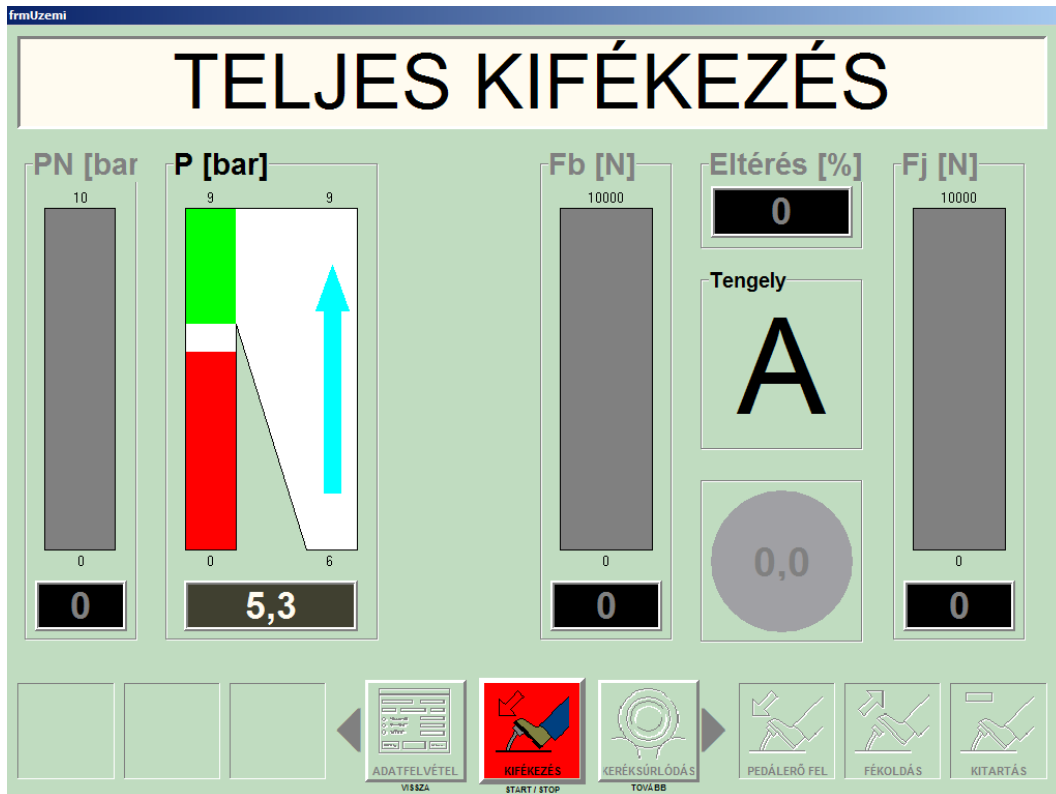 frmUzemi
TELJES KIFÉKEZÉS
PN [bar
P [bar]
Fb [N]
Eltérés [%]
Fj [N]
10
9
9
10000
10000
0
Tengely
A
0,0
0
0
6
0
0
0
5,3
0
0
ADATFELVÉTEL
KIFÉKEZÉS
KERÉKSÚRLÓDÁS
PEDÁLERŐ FEL
FÉKOLDÁS
KITARTÁS
VISSZA
START / STOP
TOVÁBB